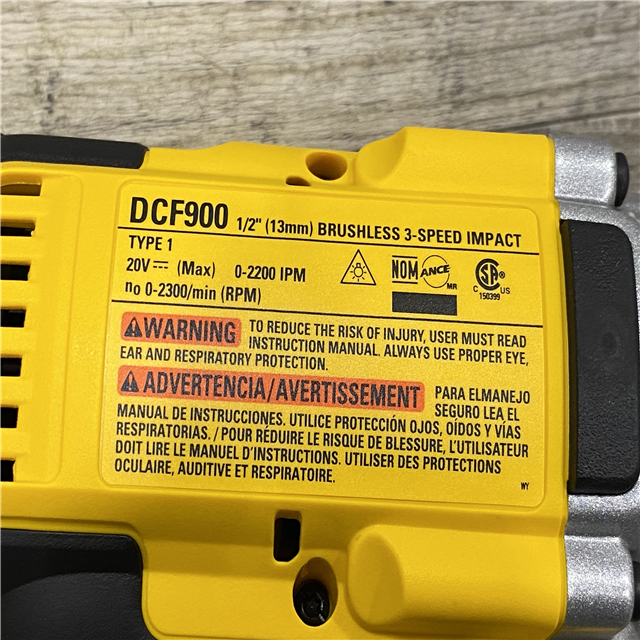 DCF900 1/2" (13mm) BRUSHLESS 3-SPEED IMPACT
TYPE 1
20V⎓ (Max) 0-2200 IPM
no 0-2300/min (RPM)
NOM ANCE MR
SA C US 150399
WARNING TO REDUCE THE RISK OF INJURY, USER MUST READ
INSTRUCTION MANUAL. ALWAYS USE PROPER EYE,
EAR AND RESPIRATORY PROTECTION.
ADVERTENCIA/AVERTISSEMENT PARA ELMANEJO
SEGURO LEA EL
MANUAL DE INSTRUCCIONES. UTILICE PROTECCIÓN OJOS, OÍDOS Y VÍAS
RESPIRATORIAS. / POUR RÉDUIRE LE RISQUE DE BLESSURE, L'UTILISATEUR
DOIT LIRE LE MANUEL D'INSTRUCTIONS. UTILISER DES PROTECTIONS
OCULAIRE, AUDITIVE ET RESPIRATOIRE.
WY